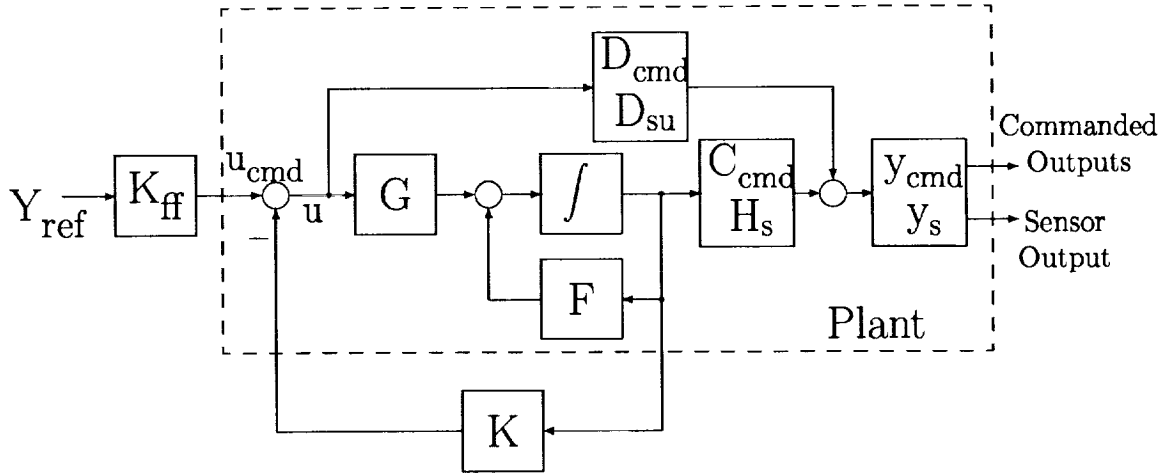 D_cmd
D_su
Commanded
Outputs
Y_ref
K_ff
u_cmd
u
G
∫
C_cmd
H_s
y_cmd
y_s
Sensor
Output
−
F
Plant
K